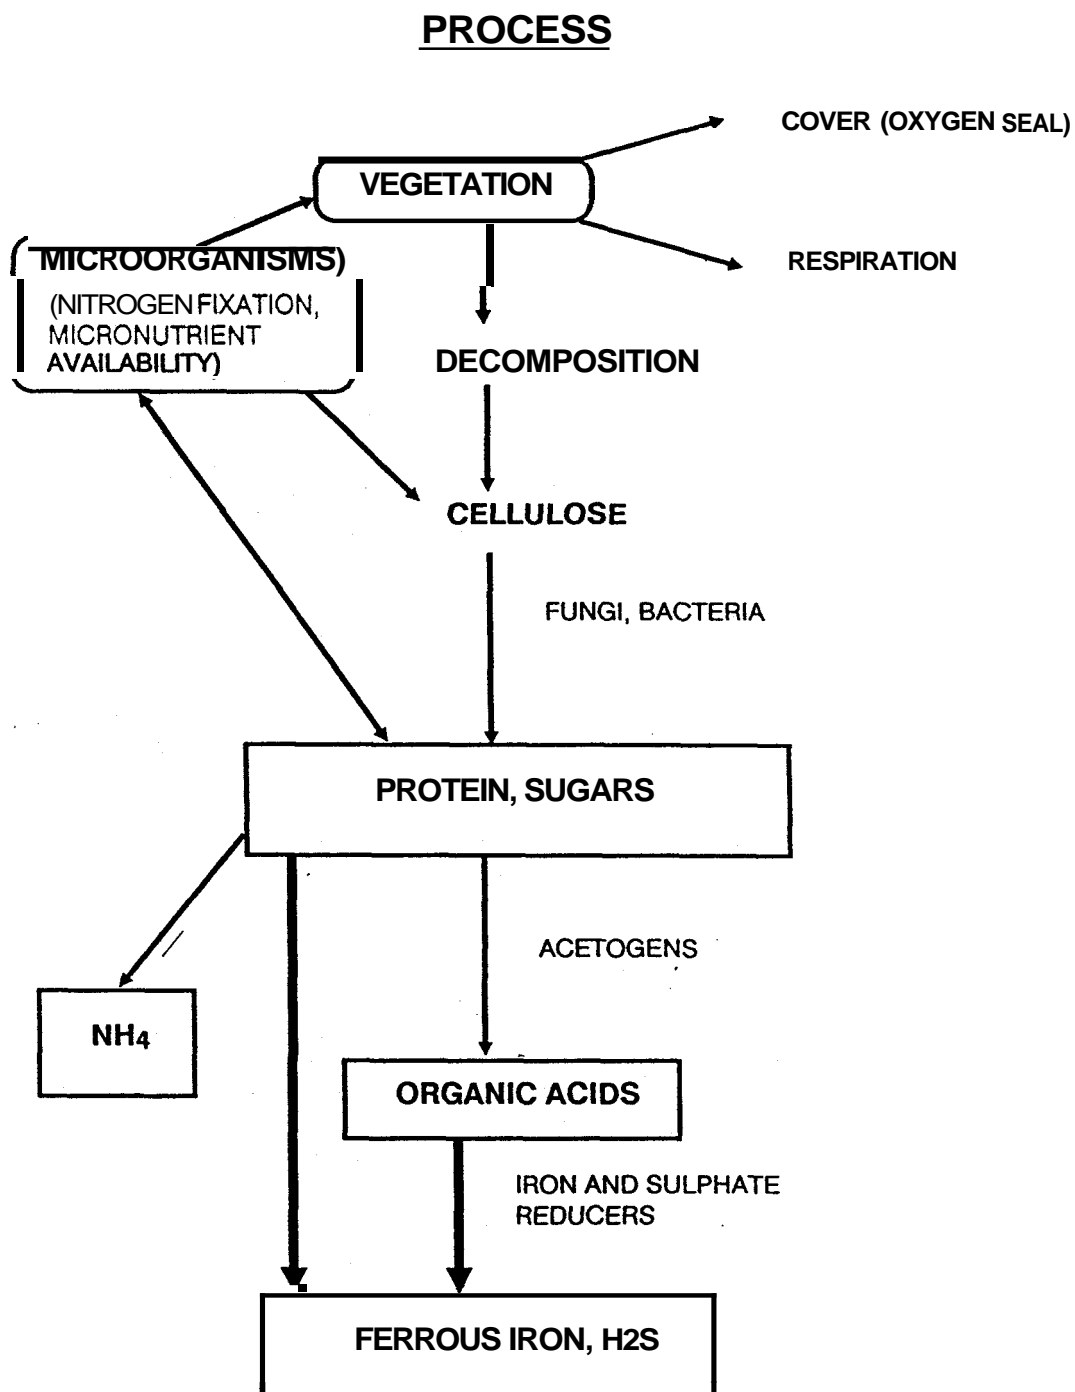 PROCESS
COVER (OXYGEN SEAL)
VEGETATION
MICROORGANISMS)
(NITROGEN FIXATION,
MICRONUTRIENT
AVAILABILITY)
RESPIRATION
DECOMPOSITION
CELLULOSE
FUNGI, BACTERIA
PROTEIN, SUGARS
ACETOGENS
NH4
ORGANIC ACIDS
IRON AND SULPHATE
REDUCERS
FERROUS IRON, H2S